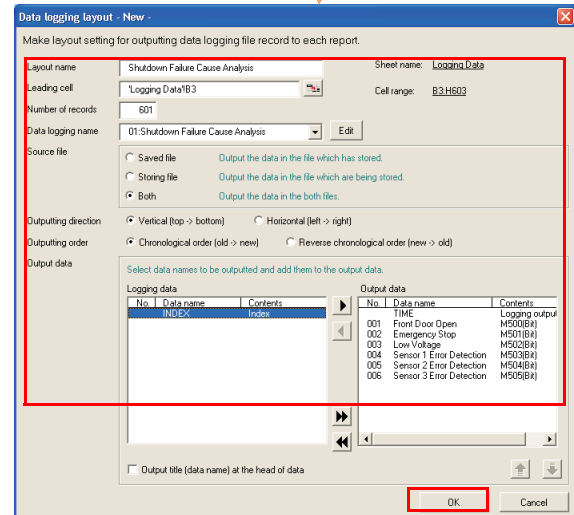 Data logging layout - New -
Make layout setting for outputting data logging file record to each report.
Layout name Shutdown Failure Cause Analysis Sheet name: Logging Data
Leading cell 'Logging Data'!B3 Cell range: B3:H603
Number of records 601
Data logging name 01:Shutdown Failure Cause Analysis Edit
Source file
Saved file Output the data in the file which has stored.
Storing file Output the data in the file which are being stored.
Both Output the data in the both files.
Outputting direction Vertical (top -> bottom) Horizontal (left -> right)
Outputting order Chronological order (old -> new) Reverse chronological order (new -> old)
Output data
Select data names to be outputted and add them to the output data.
Logging data Output data
No. Data name Contents No. Data name Contents
INDEX Index TIME Logging output
001 Front Door Open M500(Bit)
002 Emergency Stop M501(Bit)
003 Low Voltage M502(Bit)
004 Sensor 1 Error Detection M503(Bit)
005 Sensor 2 Error Detection M504(Bit)
006 Sensor 3 Error Detection M505(Bit)
Output title (data name) at the head of data
OK Cancel